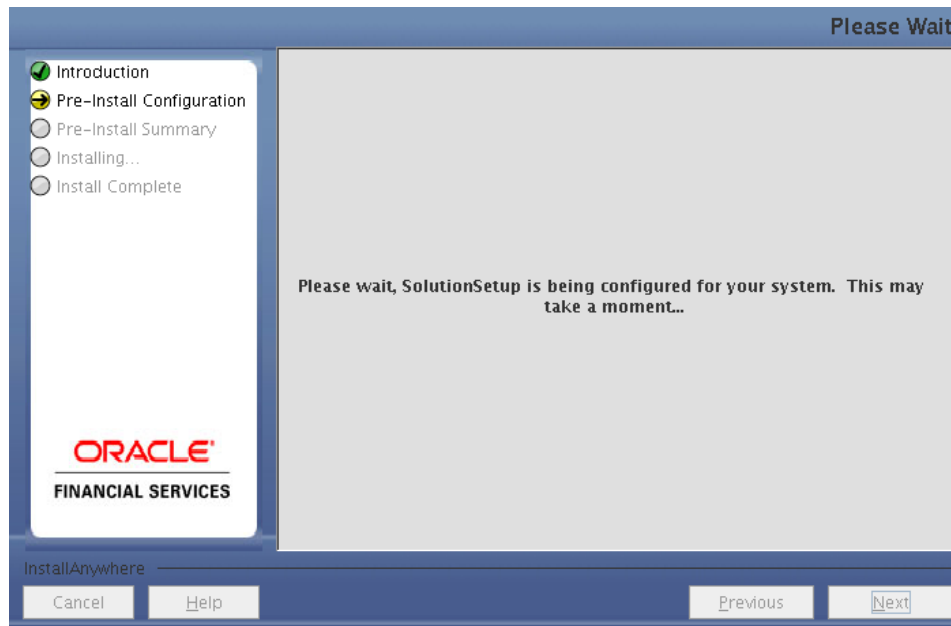 Please Wait
Introduction
Pre-Install Configuration
Pre-Install Summary
Installing...
Install Complete
Please wait, SolutionSetup is being configured for your system. This may
take a moment...
ORACLE'
FINANCIAL SERVICES
InstallAnywhere
Cancel
Help
Previous
Next